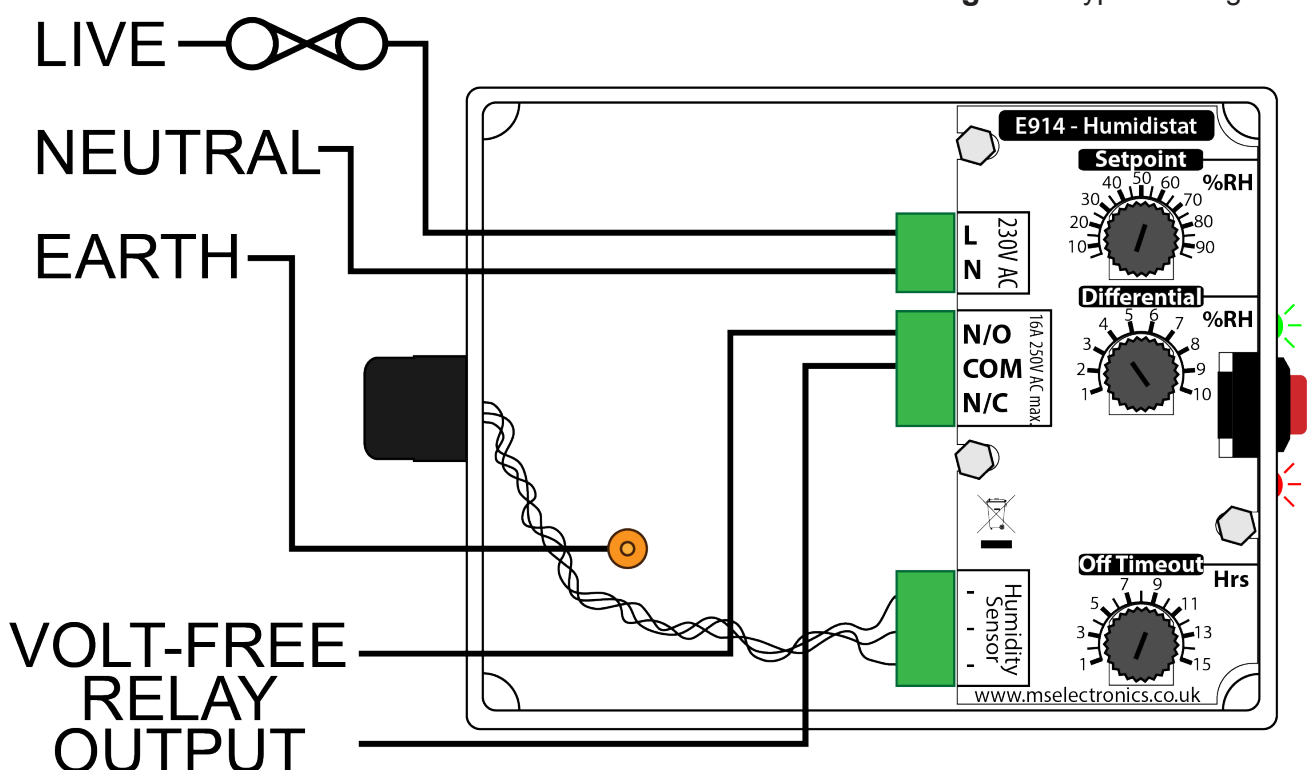 LIVE
NEUTRAL
EARTH
VOLT-FREE
RELAY
OUTPUT
E914 - Humidistat
Setpoint
%RH
10 20 30 40 50 60 70 80 90
L
N
230V AC
Differential
%RH
1 2 3 4 5 6 7 8 9 10
N/O
COM
N/C
16A 250V AC max.
Off Timeout
Hrs
1 3 5 7 9 11 13 15
-
-
-
Humidity
Sensor
www.mselectronics.co.uk